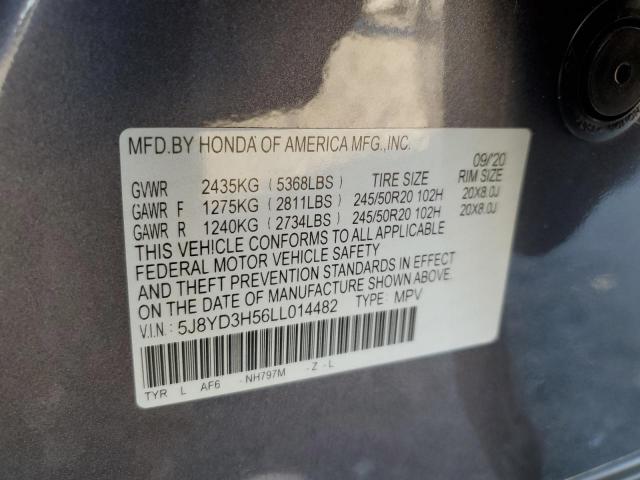 MFD.BY HONDA OF AMERICA MFG.,INC. 09/'20
GVWR 2435KG (5368LBS) TIRE SIZE RIM SIZE
GAWR F 1275KG (2811LBS) 245/50R20 102H 20X8.0J
GAWR R 1240KG (2734LBS) 245/50R20 102H 20X8.0J
THIS VEHICLE CONFORMS TO ALL APPLICABLE
FEDERAL MOTOR VEHICLE SAFETY
AND THEFT PREVENTION STANDARDS IN EFFECT
ON THE DATE OF MANUFACTURE SHOWN ABOVE.
V.I.N: 5J8YD3H56LL014482 TYPE: MPV
TYR L AF6 -NH797M -Z-L